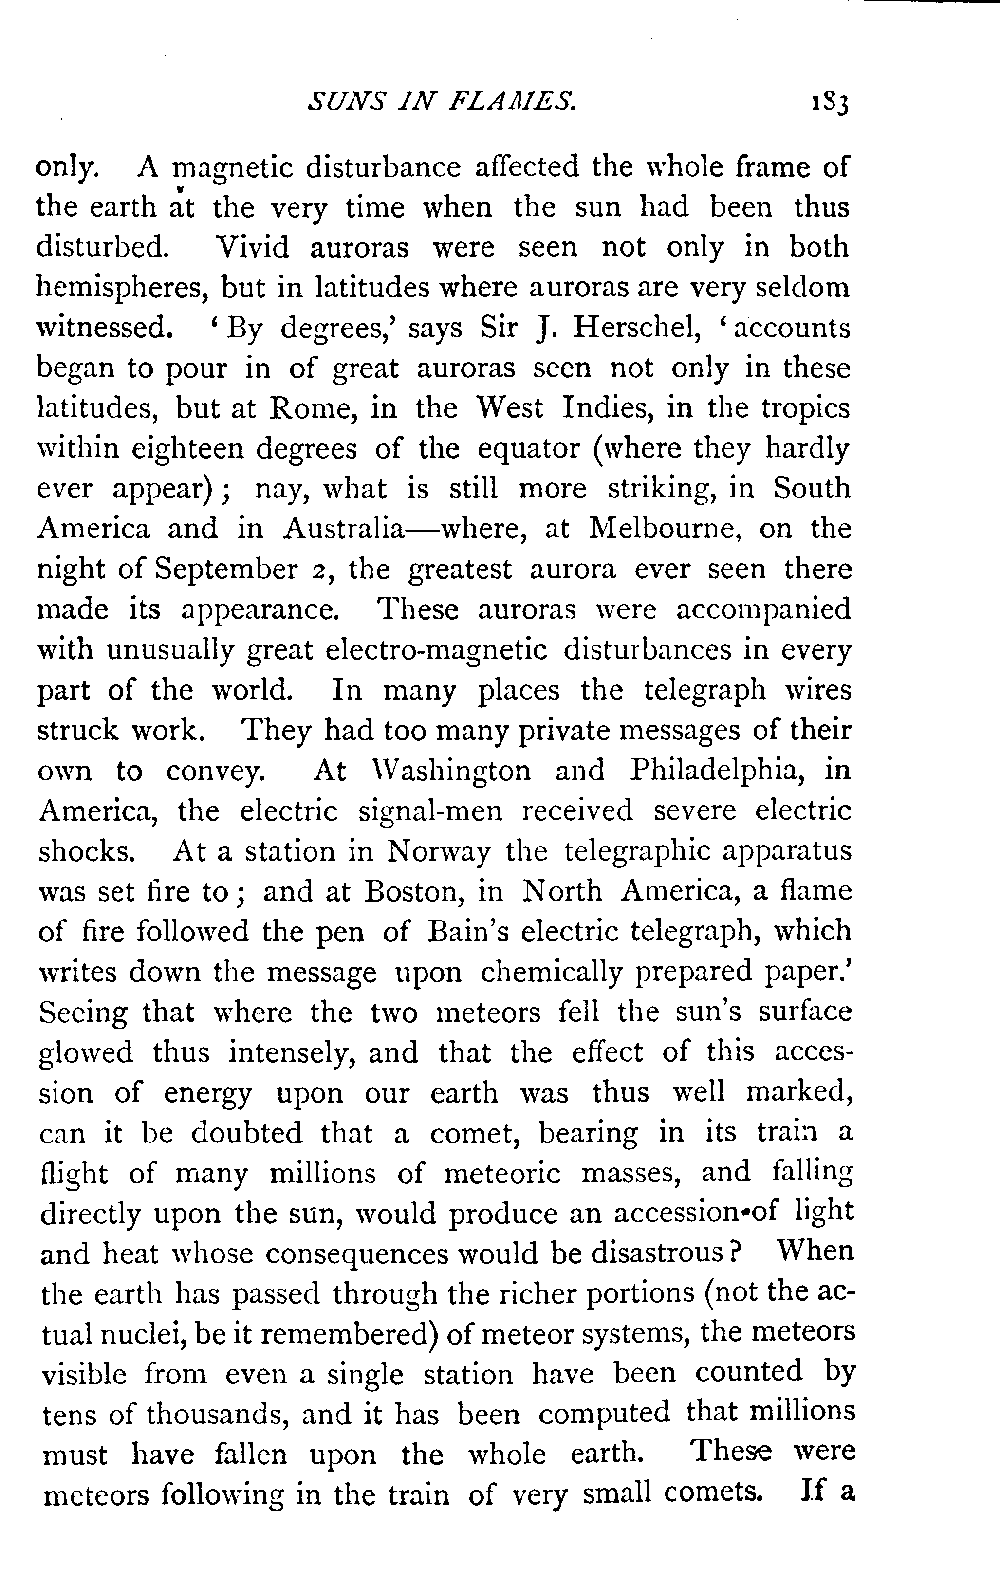 SUNS IN FLAMES. 183
only. A magnetic disturbance affected the whole frame of
the earth at the very time when the sun had been thus
disturbed. Vivid auroras were seen not only in both
hemispheres, but in latitudes where auroras are very seldom
witnessed. ‘By degrees,’ says Sir J. Herschel, ‘accounts
began to pour in of great auroras seen not only in these
latitudes, but at Rome, in the West Indies, in the tropics
within eighteen degrees of the equator (where they hardly
ever appear); nay, what is still more striking, in South
America and in Australia—where, at Melbourne, on the
night of September 2, the greatest aurora ever seen there
made its appearance. These auroras were accompanied
with unusually great electro-magnetic disturbances in every
part of the world. In many places the telegraph wires
struck work. They had too many private messages of their
own to convey. At Washington and Philadelphia, in
America, the electric signal-men received severe electric
shocks. At a station in Norway the telegraphic apparatus
was set fire to; and at Boston, in North America, a flame
of fire followed the pen of Bain’s electric telegraph, which
writes down the message upon chemically prepared paper.’
Seeing that where the two meteors fell the sun’s surface
glowed thus intensely, and that the effect of this acces-
sion of energy upon our earth was thus well marked,
can it be doubted that a comet, bearing in its train a
flight of many millions of meteoric masses, and falling
directly upon the sun, would produce an accession of light
and heat whose consequences would be disastrous? When
the earth has passed through the richer portions (not the ac-
tual nuclei, be it remembered) of meteor systems, the meteors
visible from even a single station have been counted by
tens of thousands, and it has been computed that millions
must have fallen upon the whole earth. These were
meteors following in the train of very small comets. If a